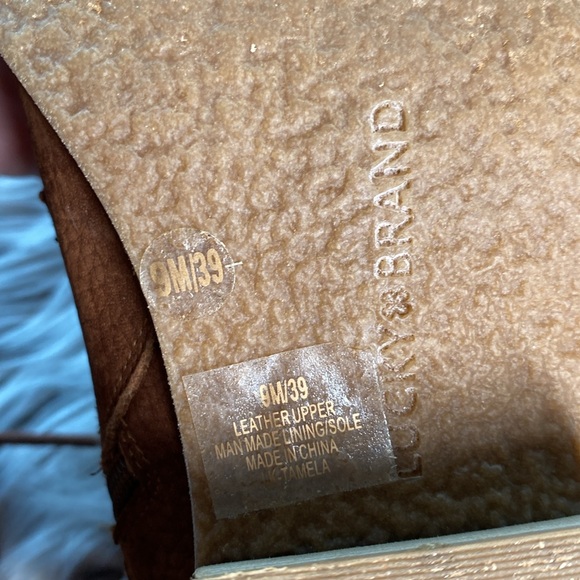 LUCKY BRAND
9M/39
9M/39
LEATHER UPPER
MAN MADE LINING/SOLE
MADE IN CHINA